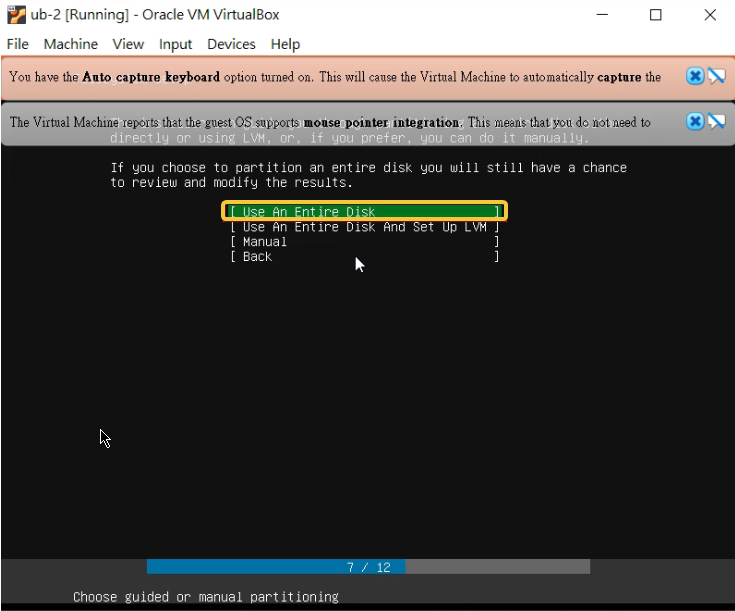 ub-2 [Running] - Oracle VM VirtualBox
File Machine View Input Devices Help
You have the Auto capture keyboard option turned on. This will cause the Virtual Machine to automatically capture the
The Virtual Machine reports that the guest OS supports mouse pointer integration. This means that you do not need to
directly or using LVM, or, if you prefer, you can do it manually.
If you choose to partition an entire disk you will still have a chance
to review and modify the results.
[ Use An Entire Disk ]
[ Use An Entire Disk And Set Up LVM ]
[ Manual ]
[ Back ]
7 / 12
Choose guided or manual partitioning